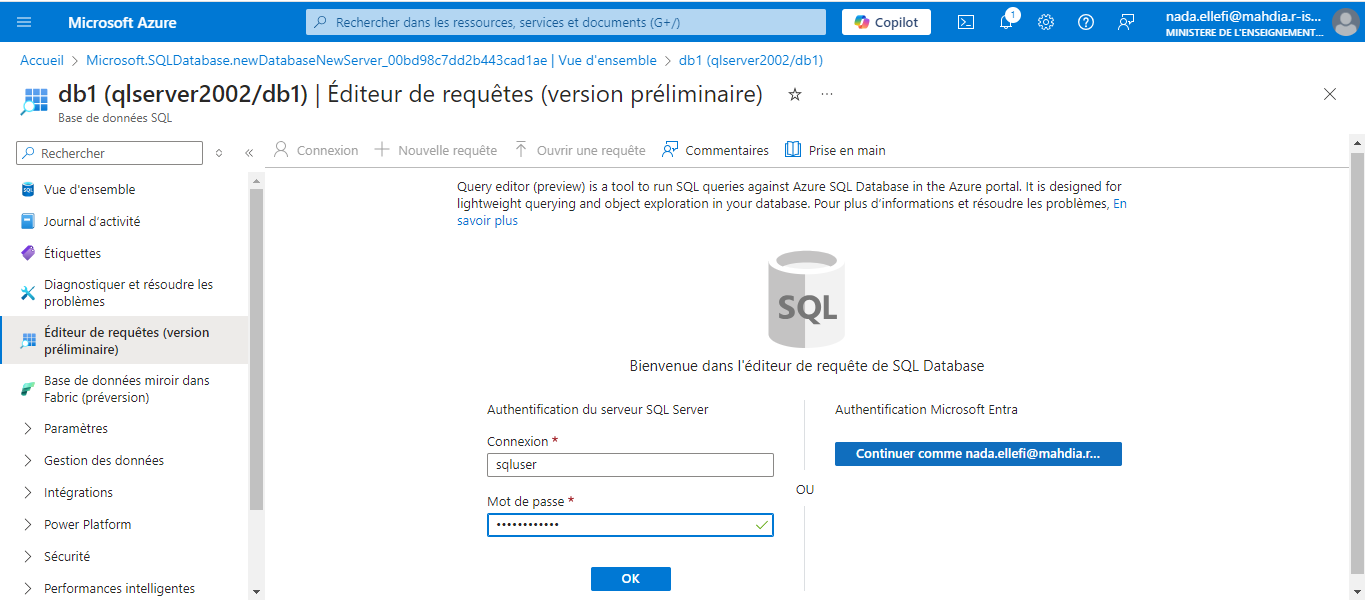 Microsoft Azure
Rechercher dans les ressources, services et documents (G+/)
Copilot
1
nada.ellefi@mahdia.r-is...
MINISTERE DE L'ENSEIGNEMENT...
Accueil > Microsoft.SQLDatabase.newDatabaseNewServer_00bd98c7dd2b443cad1ae | Vue d'ensemble > db1 (qlserver2002/db1)
db1 (qlserver2002/db1) | Éditeur de requêtes (version préliminaire)
Base de données SQL
Rechercher
Connexion
Nouvelle requête
Ouvrir une requête
Commentaires
Prise en main
Vue d'ensemble
Journal d'activité
Étiquettes
Diagnostiquer et résoudre les
problèmes
Éditeur de requêtes (version
préliminaire)
Base de données miroir dans
Fabric (préversion)
Paramètres
Gestion des données
Intégrations
Power Platform
Sécurité
Performances intelligentes
Query editor (preview) is a tool to run SQL queries against Azure SQL Database in the Azure portal. It is designed for
lightweight querying and object exploration in your database. Pour plus d'informations et résoudre les problèmes, En
savoir plus
SQL
Bienvenue dans l'éditeur de requête de SQL Database
Authentification du serveur SQL Server
Connexion *
sqluser
Mot de passe *
••••••••••••
OK
OU
Authentification Microsoft Entra
Continuer comme nada.ellefi@mahdia.r...